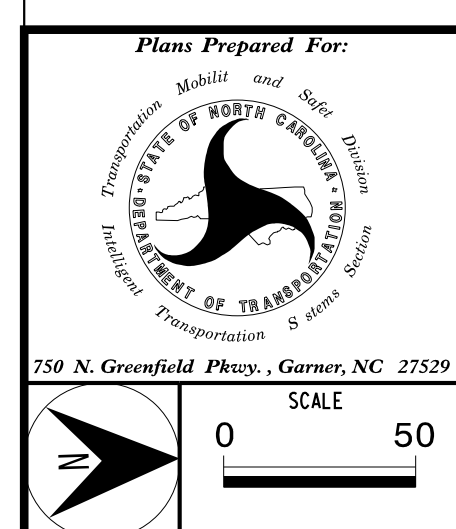 Plans Prepared For:
Transportation Mobilit and Safet Division
STATE OF NORTH CAROLINA
DEPARTMENT OF TRANSPORTATION
Intelligent Transportation S stems Section
750 N. Greenfield Pkwy. , Garner, NC 27529
SCALE
0 50
N